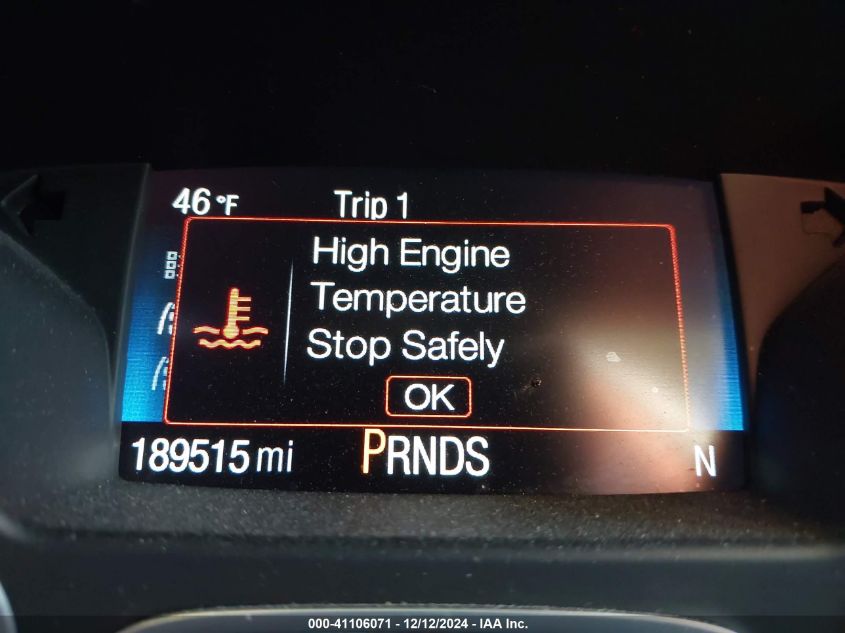 46 °F Trip 1
High Engine
Temperature
Stop Safely
OK
189515 mi PRNDS N
000-41106071 - 12/12/2024 - IAA Inc.